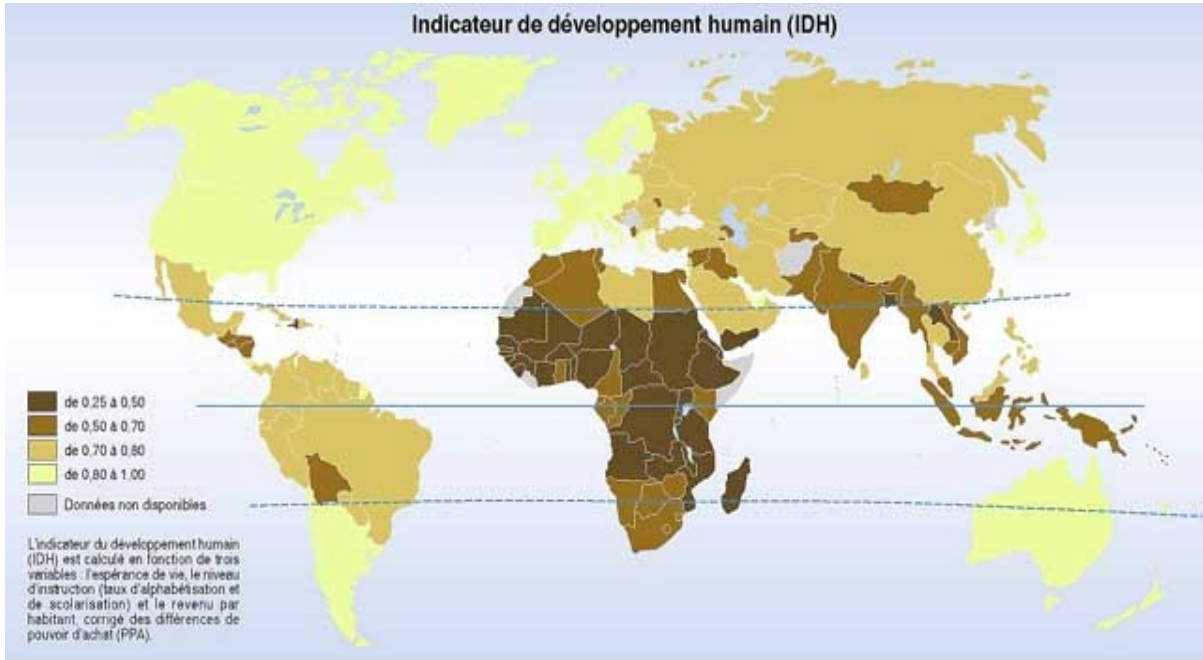 Indicateur de développement humain (IDH)
de 0,25 à 0,50
de 0,50 à 0,70
de 0,70 à 0,80
de 0,80 à 1,00
Données non disponibles
L'indicateur du développement humain
(IDH) est calculé en fonction de trois
variables : l'espérance de vie, le niveau
d'instruction (taux d'alphabétisation et
de scolarisation) et le revenu par
habitant, corrigé des différences de
pouvoir d'achat (PPA).